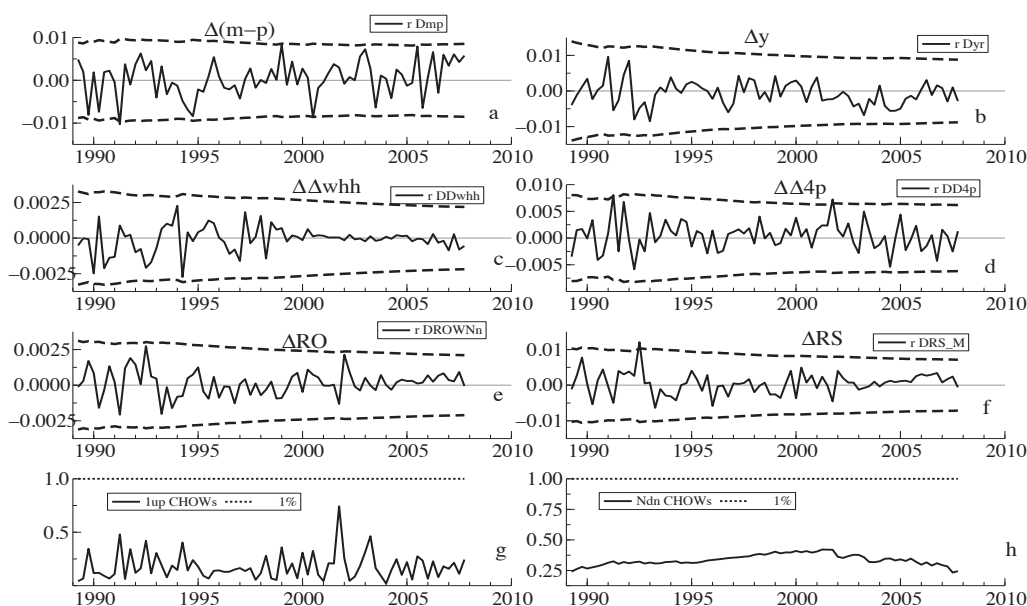 Δ(m−p)
r Dmp
0.01
0.00
−0.01
a
1990 1995 2000 2005 2010
Δy
r Dyr
0.01
0.00
−0.01
b
1990 1995 2000 2005 2010
ΔΔwhh
r DDwhh
0.0025
0.0000
−0.0025
c
1990 1995 2000 2005 2010
ΔΔ4p
r DD4p
0.010
0.005
0.000
−0.005
d
1990 1995 2000 2005 2010
ΔRO
r DROWNn
0.0025
0.0000
−0.0025
e
1990 1995 2000 2005 2010
ΔRS
r DRS_M
0.01
0.00
−0.01
f
1990 1995 2000 2005 2010
1.0
1up CHOWs 1%
0.5
g
1990 1995 2000 2005 2010
1.00
Ndn CHOWs 1%
0.75
0.50
0.25
h
1990 1995 2000 2005 2010